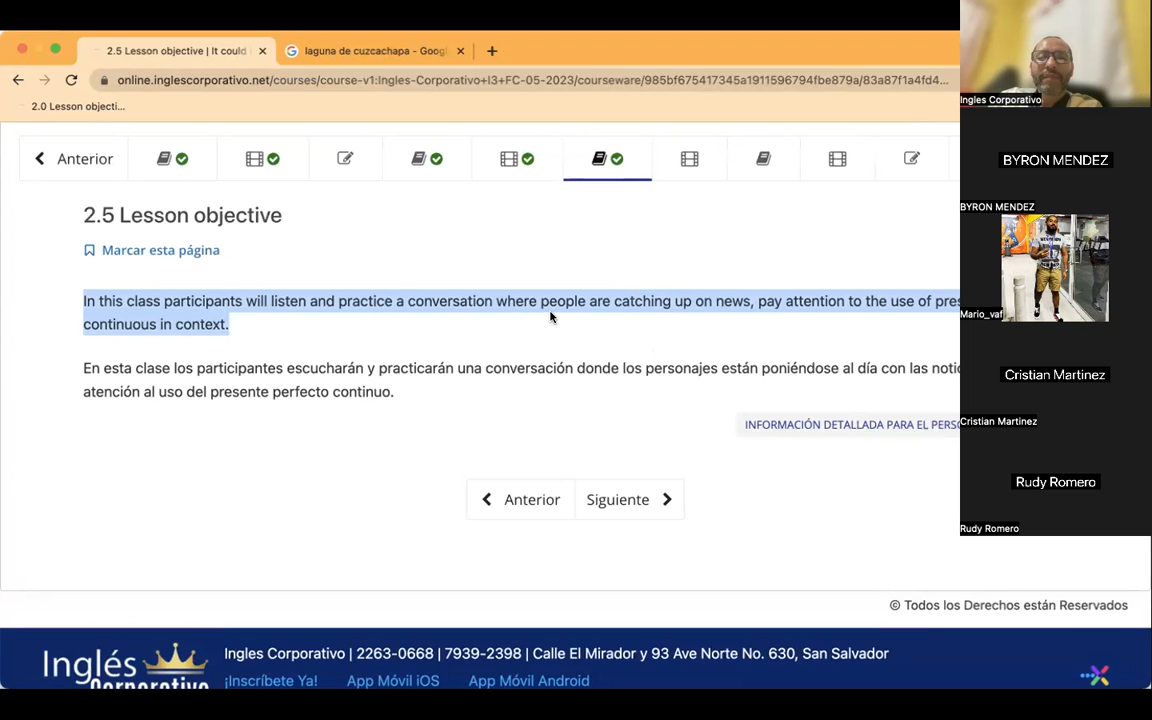 2.5 Lesson objective | It could
laguna de cuzcachapa - Goog
online.inglescorporativo.net/courses/course-v1:Ingles-Corporativo+I3+FC-05-2023/courseware/985bf675417345a1911596794fbe879a/83a87f1a4fd4...
2.0 Lesson objecti...
Anterior
2.5 Lesson objective
Marcar esta página
In this class participants will listen and practice a conversation where people are catching up on news, pay attention to the use of pres
continuous in context.
En esta clase los participantes escucharán y practicarán una conversación donde los personajes están poniéndose al día con las notic
atención al uso del presente perfecto continuo.
INFORMACIÓN DETALLADA PARA EL PERSO
Anterior
Siguiente
© Todos los Derechos están Reservados
Inglés
Corporativo
Ingles Corporativo | 2263-0668 | 7939-2398 | Calle El Mirador y 93 Ave Norte No. 630, San Salvador
¡Inscríbete Ya!
App Móvil iOS
App Móvil Android
Ingles Corporativo
BYRON MENDEZ
BYRON MENDEZ
Mario_vaf
Cristian Martinez
Cristian Martinez
Rudy Romero
Rudy Romero